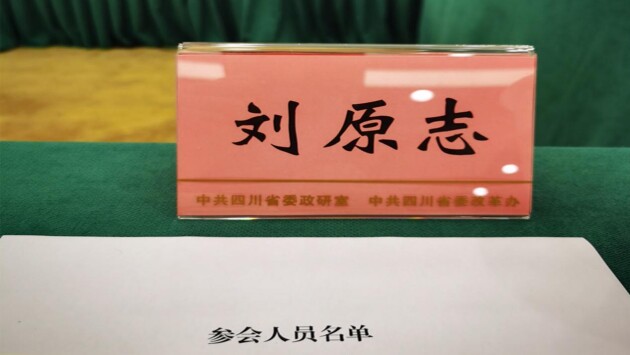 刘原志
中共四川省委政研室 中共四川省委改革办
参会人员名单